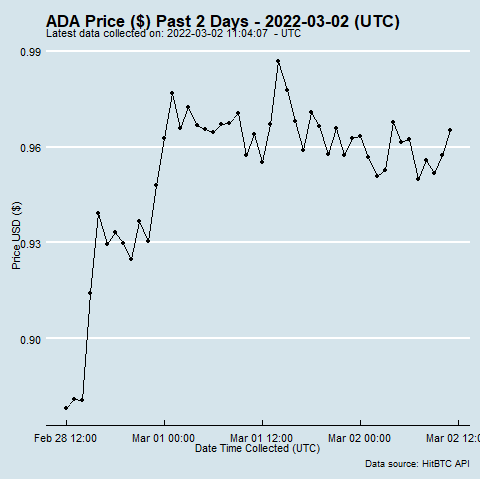 ADA Price ($) Past 2 Days - 2022-03-02 (UTC)
Latest data collected on: 2022-03-02 11:04:07 - UTC
0.99
0.96
0.93
0.90
Price USD ($)
Feb 28 12:00 Mar 01 00:00 Mar 01 12:00 Mar 02 00:00 Mar 02 12:0
Date Time Collected (UTC)
Data source: HitBTC API